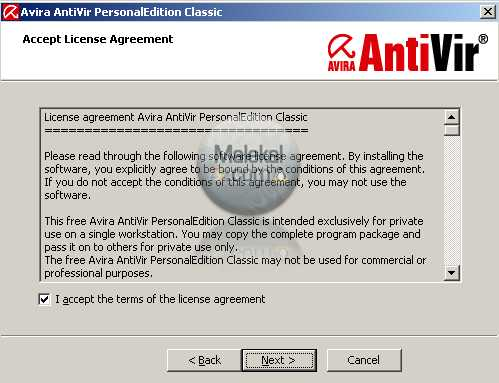 Avira AntiVir PersonalEdition Classic
Accept License Agreement
AVIRA AntiVir®
License agreement Avira AntiVir PersonalEdition Classic
=================================
Please read through the following software license agreement. By installing the
software, you explicitly agree to be bound by the conditions of this agreement.
If you do not accept the conditions of this agreement, you may not use the
software.
This free Avira AntiVir PersonalEdition Classic is intended exclusively for private
use on a single workstation. You may copy the complete program package and
pass it on to others for private use only.
The free Avira AntiVir PersonalEdition Classic may not be used for commercial or
professional purposes.
Malekal
.com
I accept the terms of the license agreement
< Back
Next >
Cancel